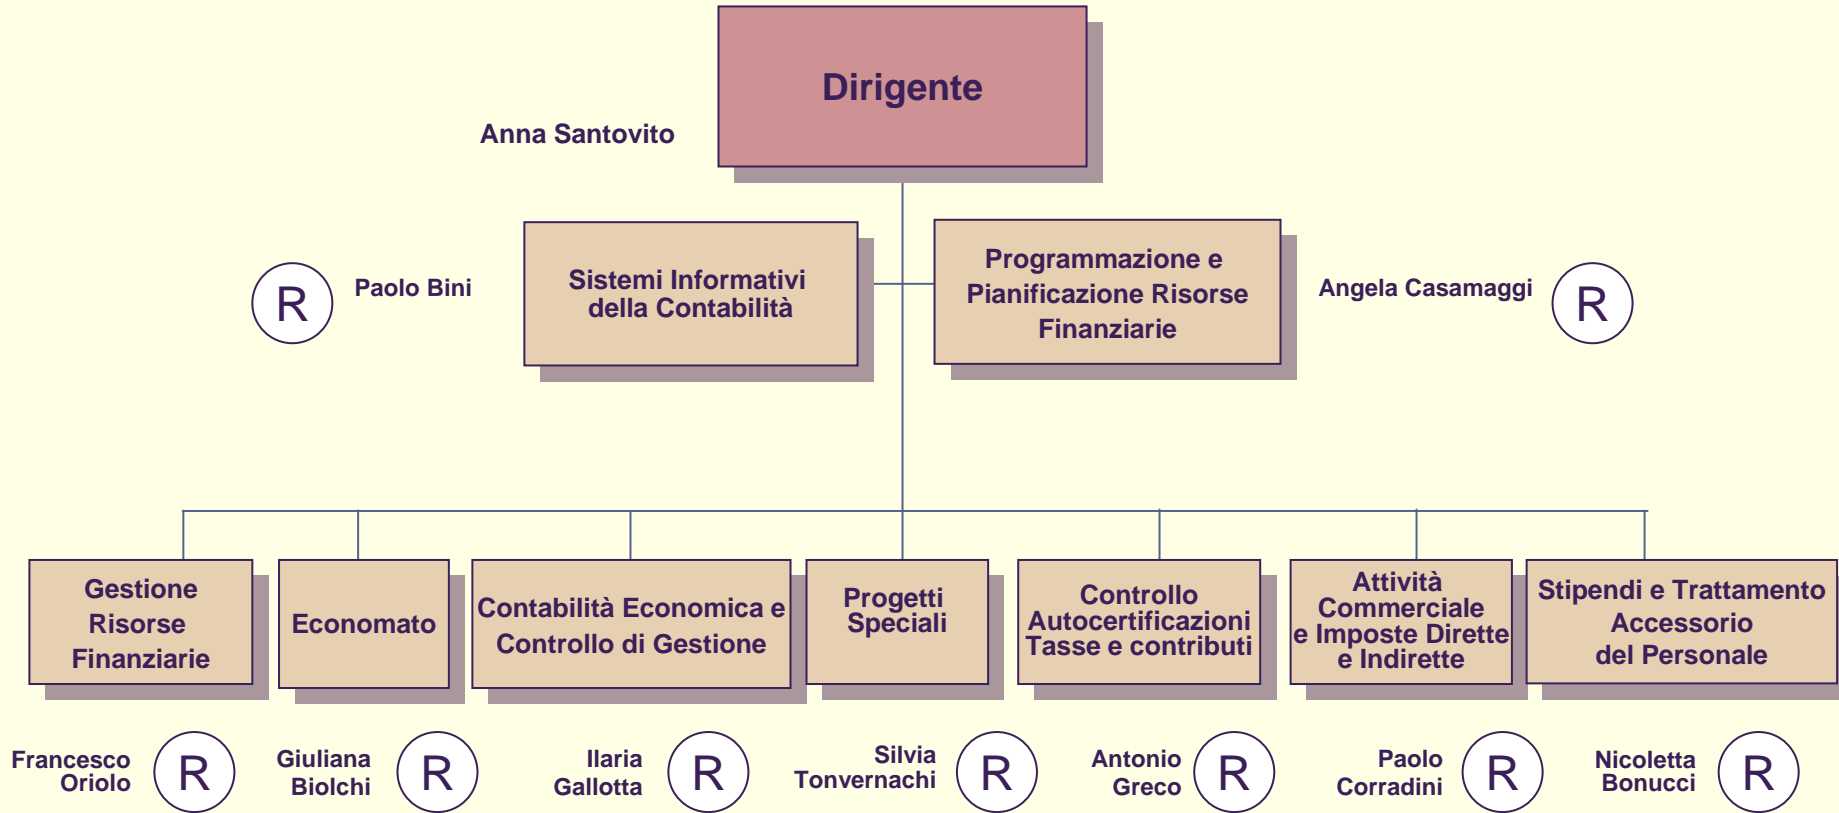 Dirigente
Anna Santovito
Sistemi Informativi
della Contabilità
R
Paolo Bini
Programmazione e
Pianificazione Risorse
Finanziarie
Angela Casamaggi
R
Gestione
Risorse
Finanziarie
Economato
Contabilità Economica e
Controllo di Gestione
Progetti
Speciali
Controllo
Autocertificazioni
Tasse e contributi
Attività
Commerciale
e Imposte Dirette
e Indirette
Stipendi e Trattamento
Accessorio
del Personale
Francesco
Oriolo
R
Giuliana
Biolchi
R
Ilaria
Gallotta
R
Silvia
Tonvernachi
R
Antonio
Greco
R
Paolo
Corradini
R
Nicoletta
Bonucci
R